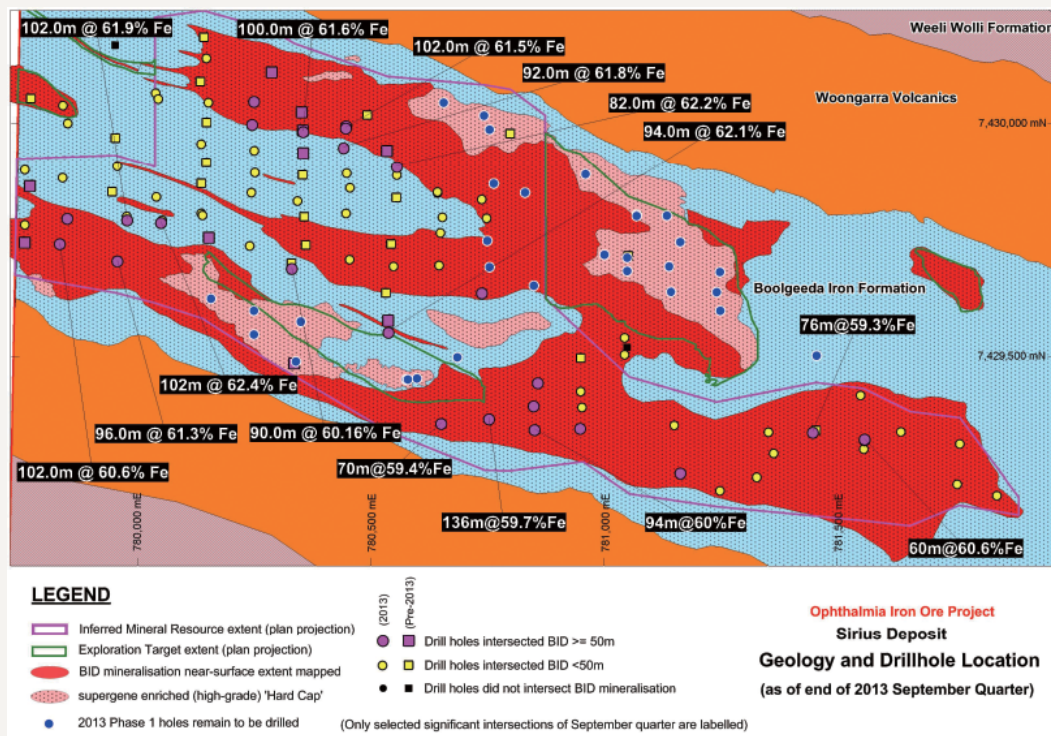 102.0m @ 61.9% Fe
100.0m @ 61.6% Fe
102.0m @ 61.5% Fe
92.0m @ 61.8% Fe
82.0m @ 62.2% Fe
94.0m @ 62.1% Fe
Weeli Wolli Formation
Woongarra Volcanics
7,430,000 mN
Boolgeeda Iron Formation
76m@59.3%Fe
7,429,500 mN
102m @ 62.4% Fe
96.0m @ 61.3% Fe
90.0m @ 60.16% Fe
102.0m @ 60.6% Fe
70m@59.4%Fe
136m@59.7%Fe
94m@60%Fe
60m@60.6%Fe
780,000 mE
780,500 mE
781,000 mE
781,500 mE
LEGEND
Inferred Mineral Resource extent (plan projection)
Exploration Target extent (plan projection)
BID mineralisation near-surface extent mapped
supergene enriched (high-grade) 'Hard Cap'
2013 Phase 1 holes remain to be drilled
(2013)
(Pre-2013)
Drill holes intersected BID >= 50m
Drill holes intersected BID <50m
Drill holes did not intersect BID mineralisation
(Only selected significant intersections of September quarter are labelled)
Ophthalmia Iron Ore Project
Sirius Deposit
Geology and Drillhole Location
(as of end of 2013 September Quarter)